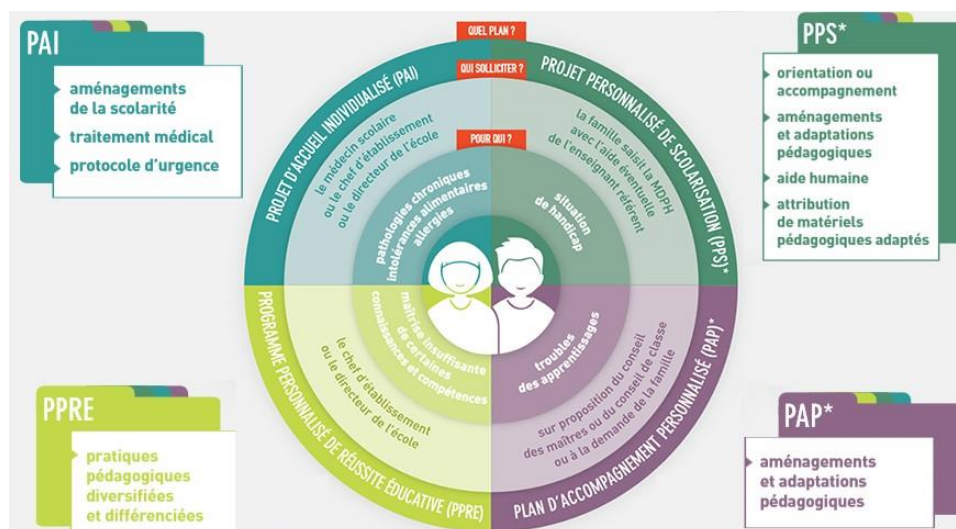 PAI
aménagements
de la scolarité
traitement médical
protocole d'urgence
QUEL PLAN ?
QUI SOLLICITER ?
POUR QUI ?
PROJET D'ACCUEIL INDIVIDUALISÉ (PAI)
le médecin scolaire
ou le chef d'établissement
ou le directeur de l'école
pathologies chroniques
intolérances alimentaires
allergies
PROJET PERSONNALISÉ DE SCOLARISATION (PPS)*
la famille saisit la MDPH
avec l'aide éventuelle
de l'enseignant référent
situation
de handicap
PPS*
orientation ou
accompagnement
aménagements
et adaptations
pédagogiques
aide humaine
attribution
de matériels
pédagogiques adaptés
PPRE
pratiques
pédagogiques
diversifiées
et différenciées
PROGRAMME PERSONNALISÉ DE RÉUSSITE ÉDUCATIVE (PPRE)
le chef d'établissement
ou le directeur de l'école
maîtrise insuffisante
de certaines
connaissances et compétences
troubles
des apprentissages
sur proposition du conseil
des maîtres ou du conseil de classe
ou à la demande de la famille
PLAN D'ACCOMPAGNEMENT PERSONNALISÉ (PAP)*
PAP*
aménagements
et adaptations
pédagogiques